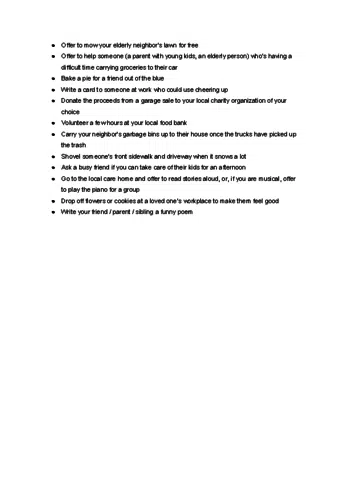 ● Offer to mow your elderly neighbor's lawn for free
● Offer to help someone (a parent with young kids, an elderly person) who's having a
difficult time carrying groceries to their car
● Bake a pie for a friend out of the blue
● Write a card to someone at work who could use cheering up
● Donate the proceeds from a garage sale to your local charity organization of your
choice
● Volunteer a few hours at your local food bank
● Carry your neighbor's garbage bins up to their house once the trucks have picked up
the trash
● Shovel someone's front sidewalk and driveway when it snows a lot
● Ask a busy friend if you can take care of their kids for an afternoon
● Go to the local care home and offer to read stories aloud, or, if you are musical, offer
to play the piano for a group
● Drop off flowers or cookies at a loved one's workplace to make them feel good
● Write your friend / parent / sibling a funny poem